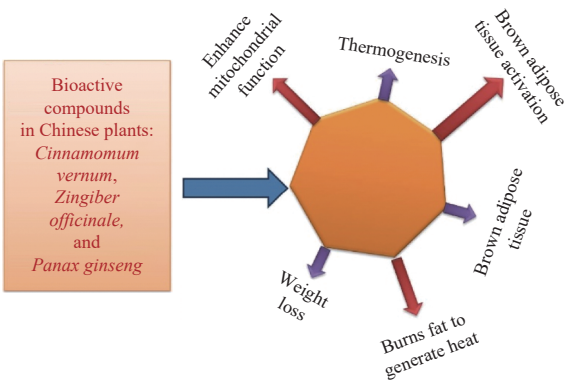 Bioactive
compounds
in Chinese plants:
Cinnamomum
vernum,
Zingiber
officinale,
and
Panax ginseng
Enhance
mitochondrial
function
Thermogenesis
Brown adipose
tissue activation
Brown adipose
tissue
Burns fat to
generate heat
Weight
loss